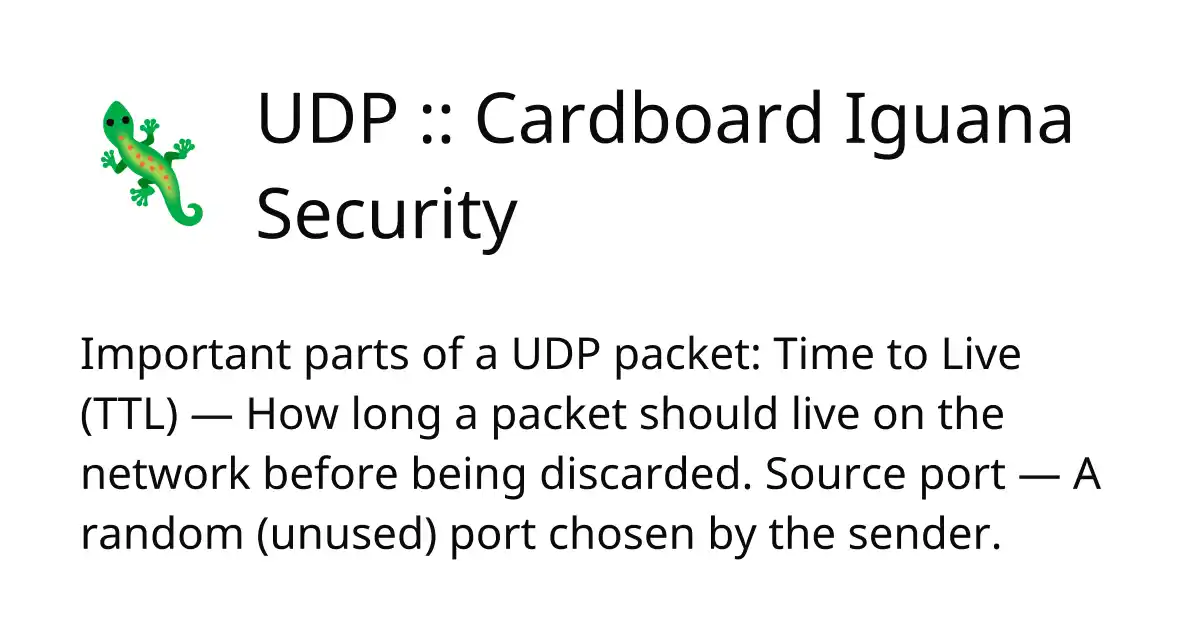 UDP :: Cardboard Iguana
Security
Important parts of a UDP packet: Time to Live
(TTL) — How long a packet should live on the
network before being discarded. Source port — A
random (unused) port chosen by the sender.